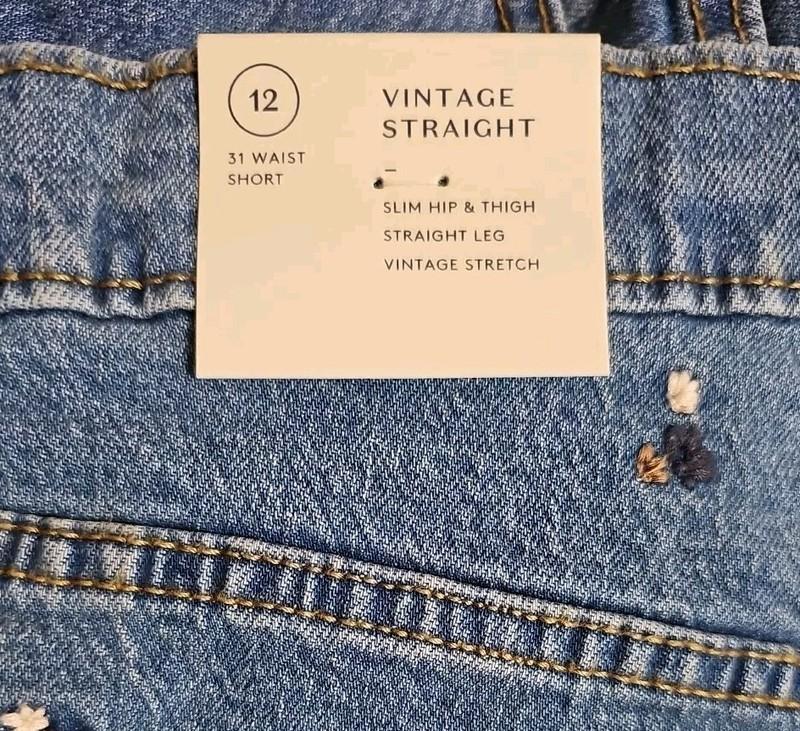 12
31 WAIST
SHORT
VINTAGE
STRAIGHT
–
SLIM HIP & THIGH
STRAIGHT LEG
VINTAGE STRETCH